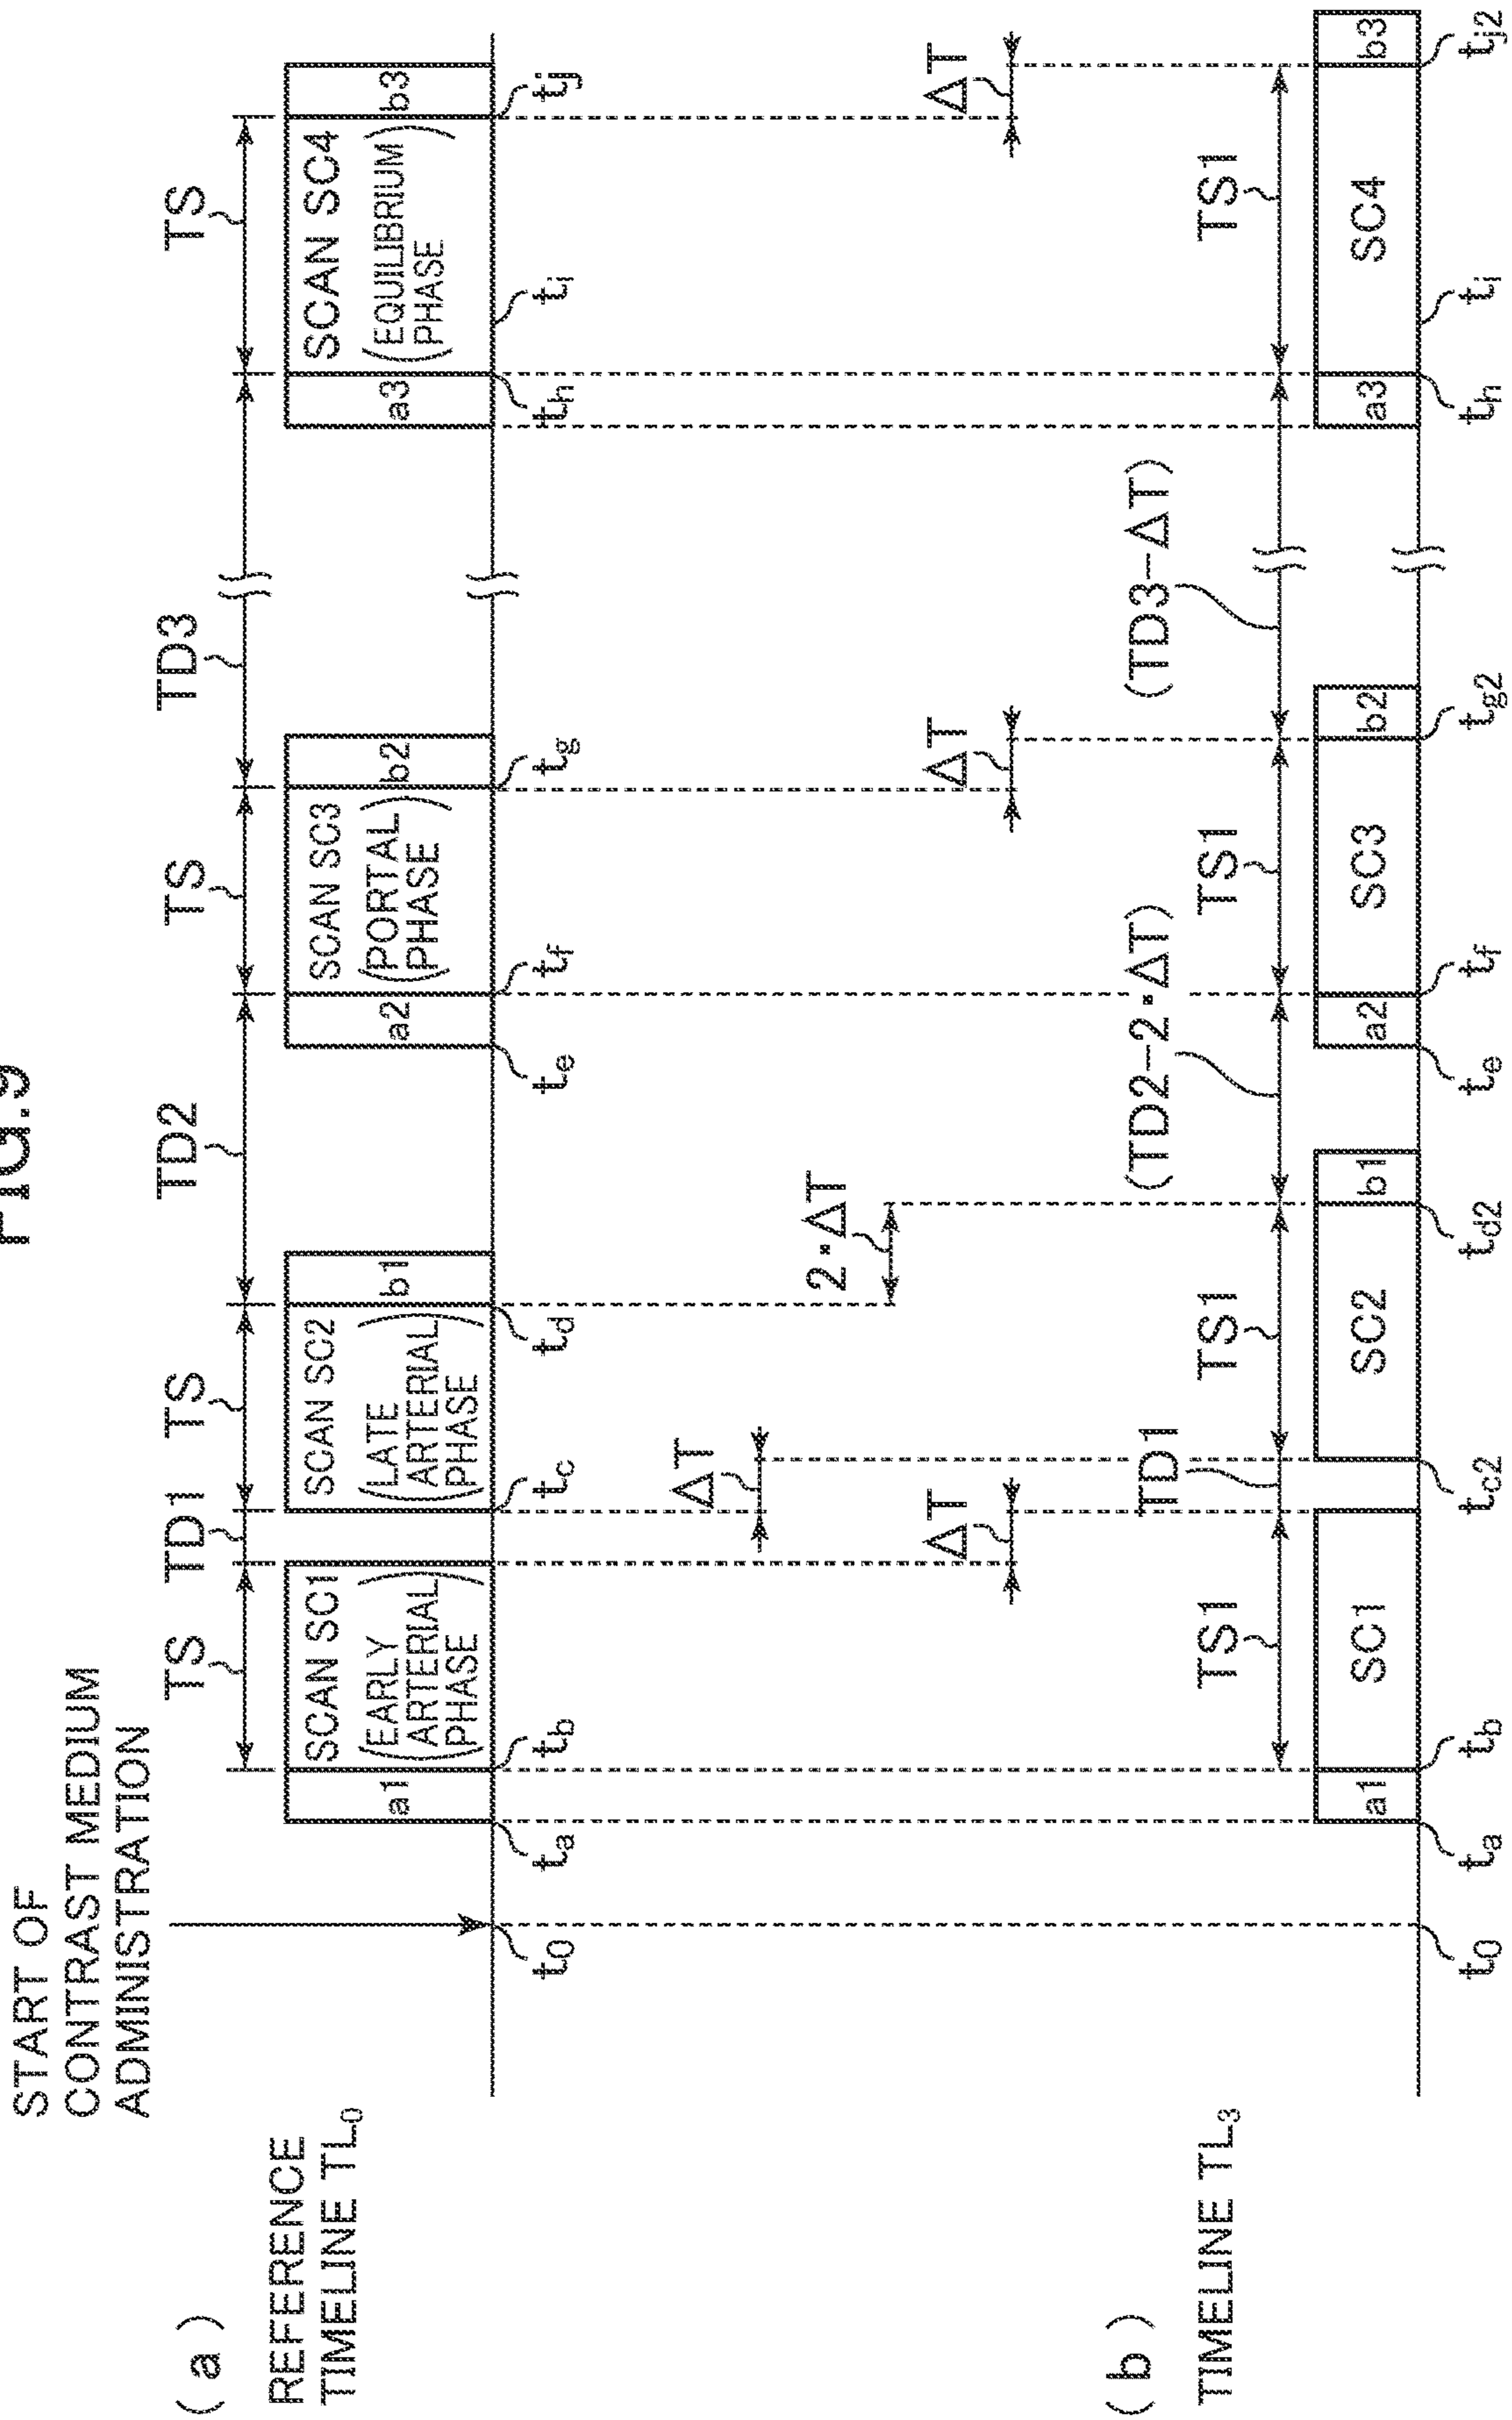 FIG.9
START OF
CONTRAST MEDIUM
ADMINISTRATION
(a)
REFERENCE
TIMELINE TL0
TS
TD1
TS
TD2
TS
TD3
TS
a1
SCAN SC1
(EARLY
ARTERIAL
PHASE)
SCAN SC2
(LATE
ARTERIAL
PHASE)
b1
a2
SCAN SC3
(PORTAL
PHASE)
b2
a3
SCAN SC4
(EQUILIBRIUM
PHASE)
b3
t0
ta
tb
tc
td
te
tf
tg
th
ti
tj
ΔT
2·ΔT
ΔT
ΔT
ΔT
(b)
TIMELINE TL3
TS1
TD1
TS1
(TD2-2·ΔT)
TS1
(TD3-ΔT)
TS1
a1
SC1
SC2
b1
a2
SC3
b2
a3
SC4
b3
t0
ta
tb
tc2
td2
te
tf
tg2
th
ti
tj2